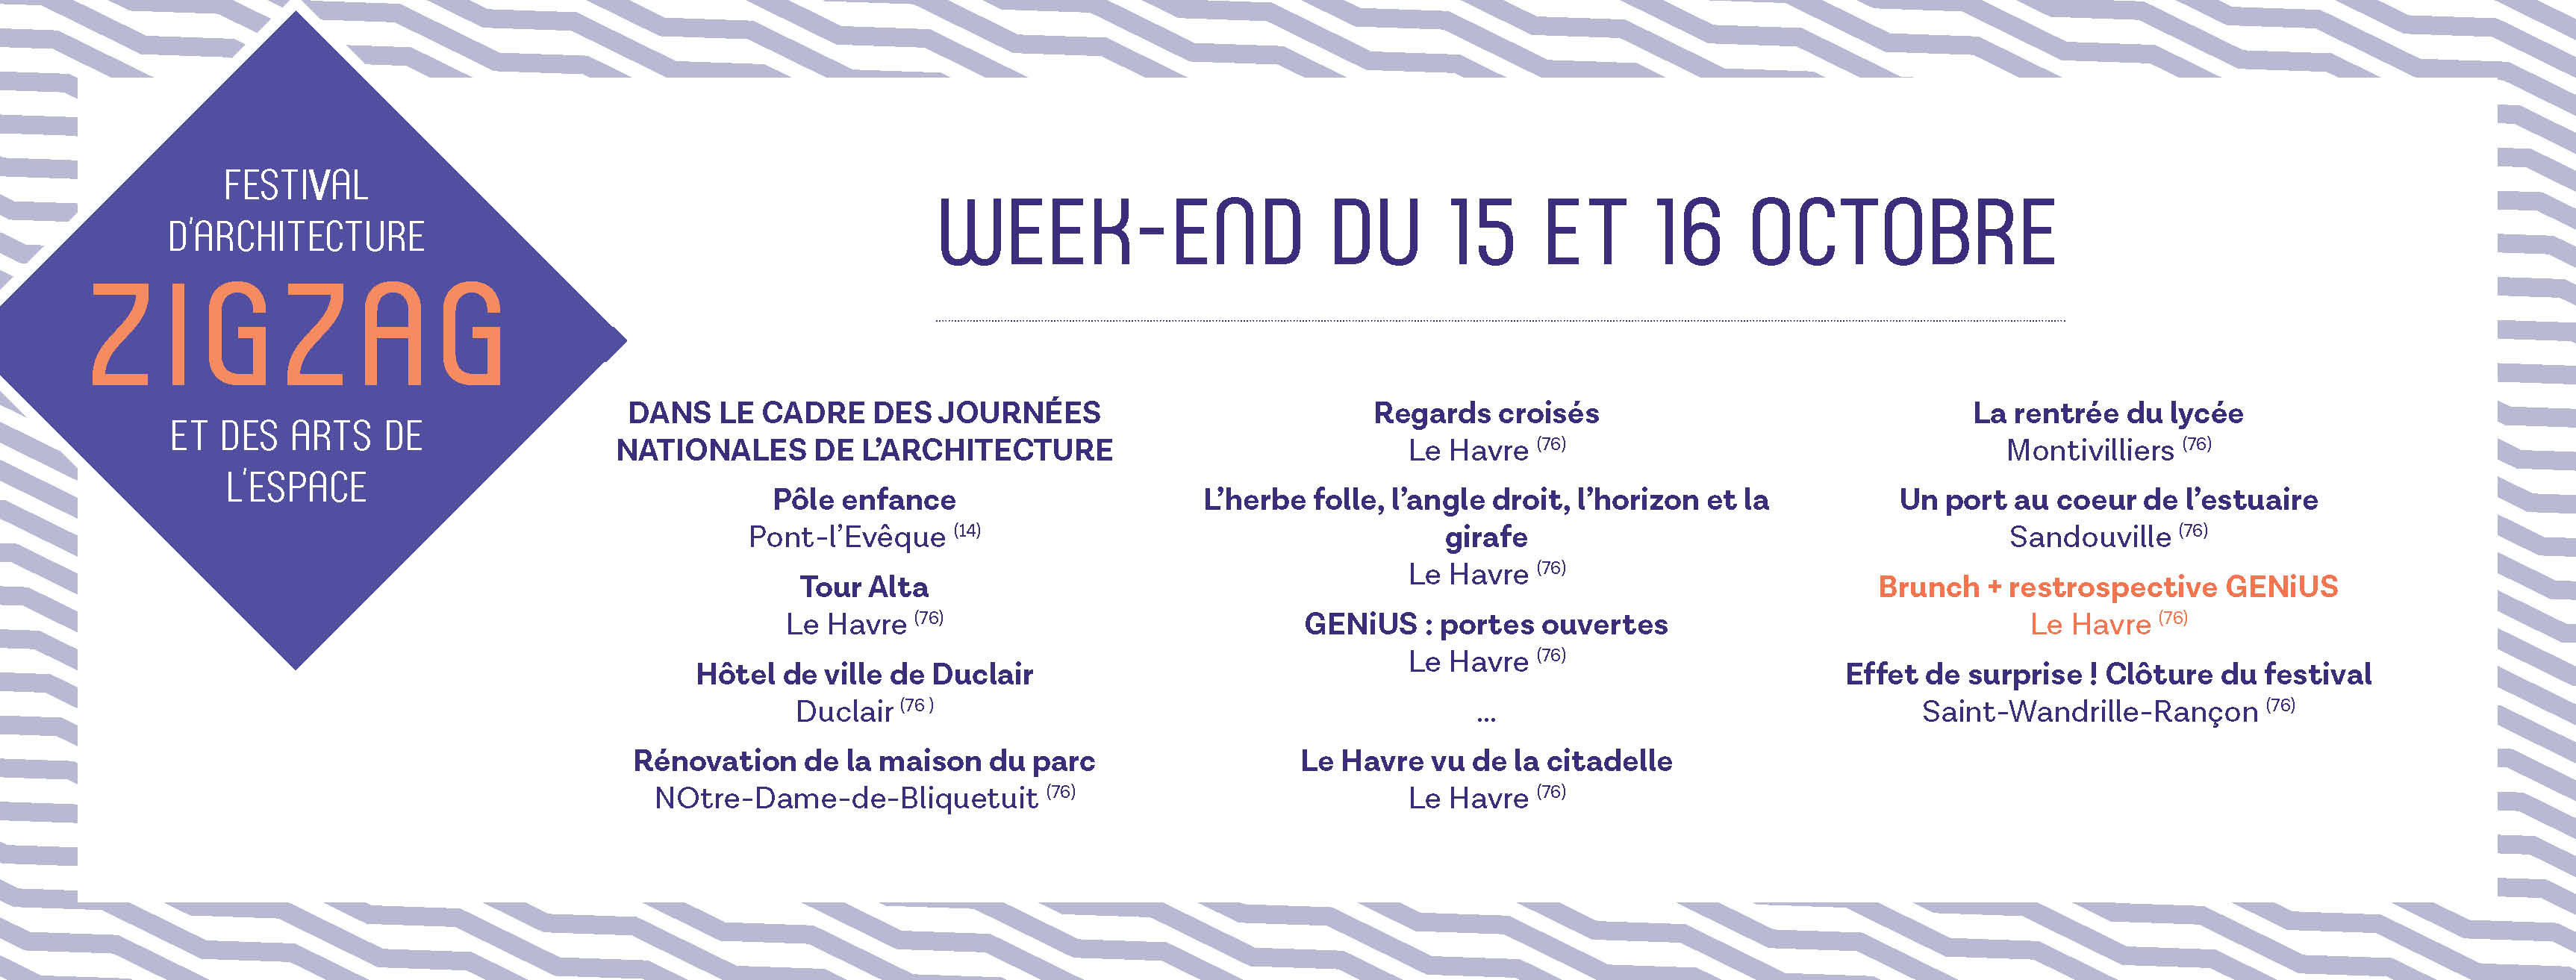 FESTIVAL
D'ARCHITECTURE
ZIGZAG
ET DES ARTS DE
L'ESPACE
WEEK-END DU 15 ET 16 OCTOBRE
DANS LE CADRE DES JOURNÉES
NATIONALES DE L’ARCHITECTURE
Pôle enfance
Pont-l’Evêque (14)
Tour Alta
Le Havre (76)
Hôtel de ville de Duclair
Duclair (76 )
Rénovation de la maison du parc
NOtre-Dame-de-Bliquetuit (76)
Regards croisés
Le Havre (76)
L’herbe folle, l’angle droit, l’horizon et la
girafe
Le Havre (76)
GENiUS : portes ouvertes
Le Havre (76)
...
Le Havre vu de la citadelle
Le Havre (76)
La rentrée du lycée
Montivilliers (76)
Un port au coeur de l’estuaire
Sandouville (76)
Brunch + restrospective GENiUS
Le Havre (76)
Effet de surprise ! Clôture du festival
Saint-Wandrille-Rançon (76)